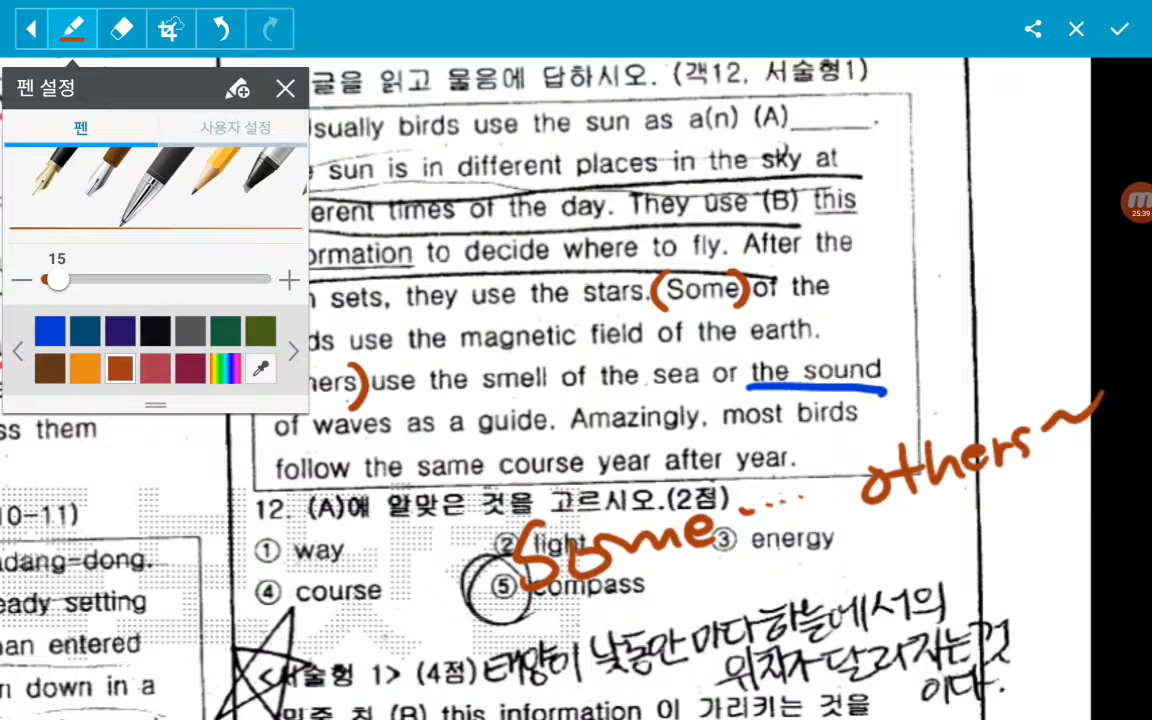 펜 설정
펜 사용자 설정
15
25:39
글을 읽고 물음에 답하시오. (객12, 서술형1)
sually birds use the sun as a(n) (A)______.
sun is in different places in the sky at
erent times of the day. They use (B) this
ormation to decide where to fly. After the
sets, they use the stars. (Some) of the
ds use the magnetic field of the earth.
hers) use the smell of the sea or the sound
of waves as a guide. Amazingly, most birds
follow the same course year after year.
Some .... others~
12. (A)에 알맞은 것을 고르시오.(2점)
① way ② light ③ energy
④ course ⑤ compass
<서술형 1> (4점) 태양이 낮동안 마다 하늘에서의
위치가 달라지는 것
이다.
밑줄 친 (B) this information 이 가리키는 것을
ss them
10-11)
adang-dong.
eady setting
an entered
n down in a